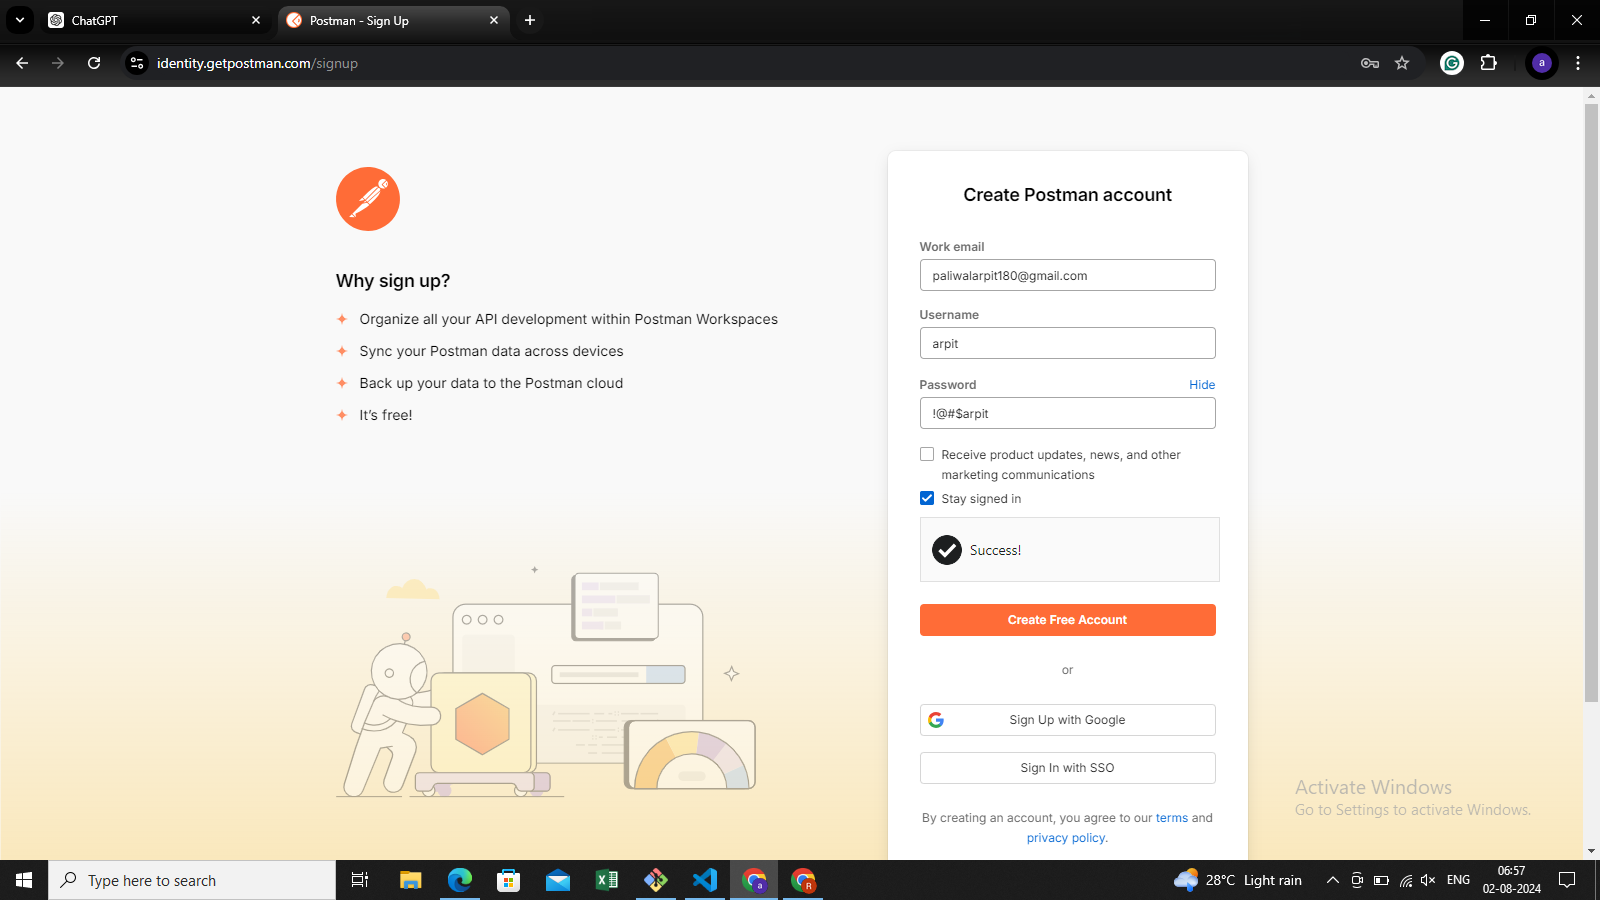 ChatGPT
Postman - Sign Up
identity.getpostman.com/signup
a
Create Postman account
Work email
paliwalarpit180@gmail.com
Why sign up?
Organize all your API development within Postman Workspaces
Sync your Postman data across devices
Back up your data to the Postman cloud
It's free!
Username
arpit
Password
Hide
!@#$arpit
Receive product updates, news, and other
marketing communications
Stay signed in
Success!
Create Free Account
or
Sign Up with Google
Sign In with SSO
By creating an account, you agree to our terms and
privacy policy.
Activate Windows
Go to Settings to activate Windows.
Type here to search
a
R
28°C Light rain
ENG
06:57
02-08-2024